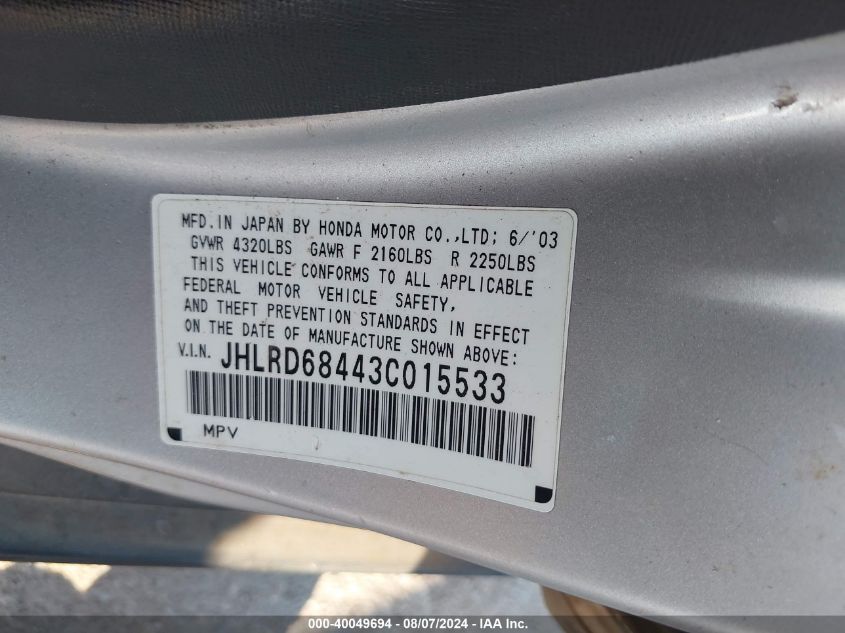 MFD. IN JAPAN BY HONDA MOTOR CO.,LTD; 6/'03
GVWR 4320LBS GAWR F 2160LBS R 2250LBS
THIS VEHICLE CONFORMS TO ALL APPLICABLE
FEDERAL MOTOR VEHICLE SAFETY,
AND THEFT PREVENTION STANDARDS IN EFFECT
ON THE DATE OF MANUFACTURE SHOWN ABOVE:
V.I.N. JHLRD68443C015533
MPV
000-40049694 - 08/07/2024 - IAA Inc.